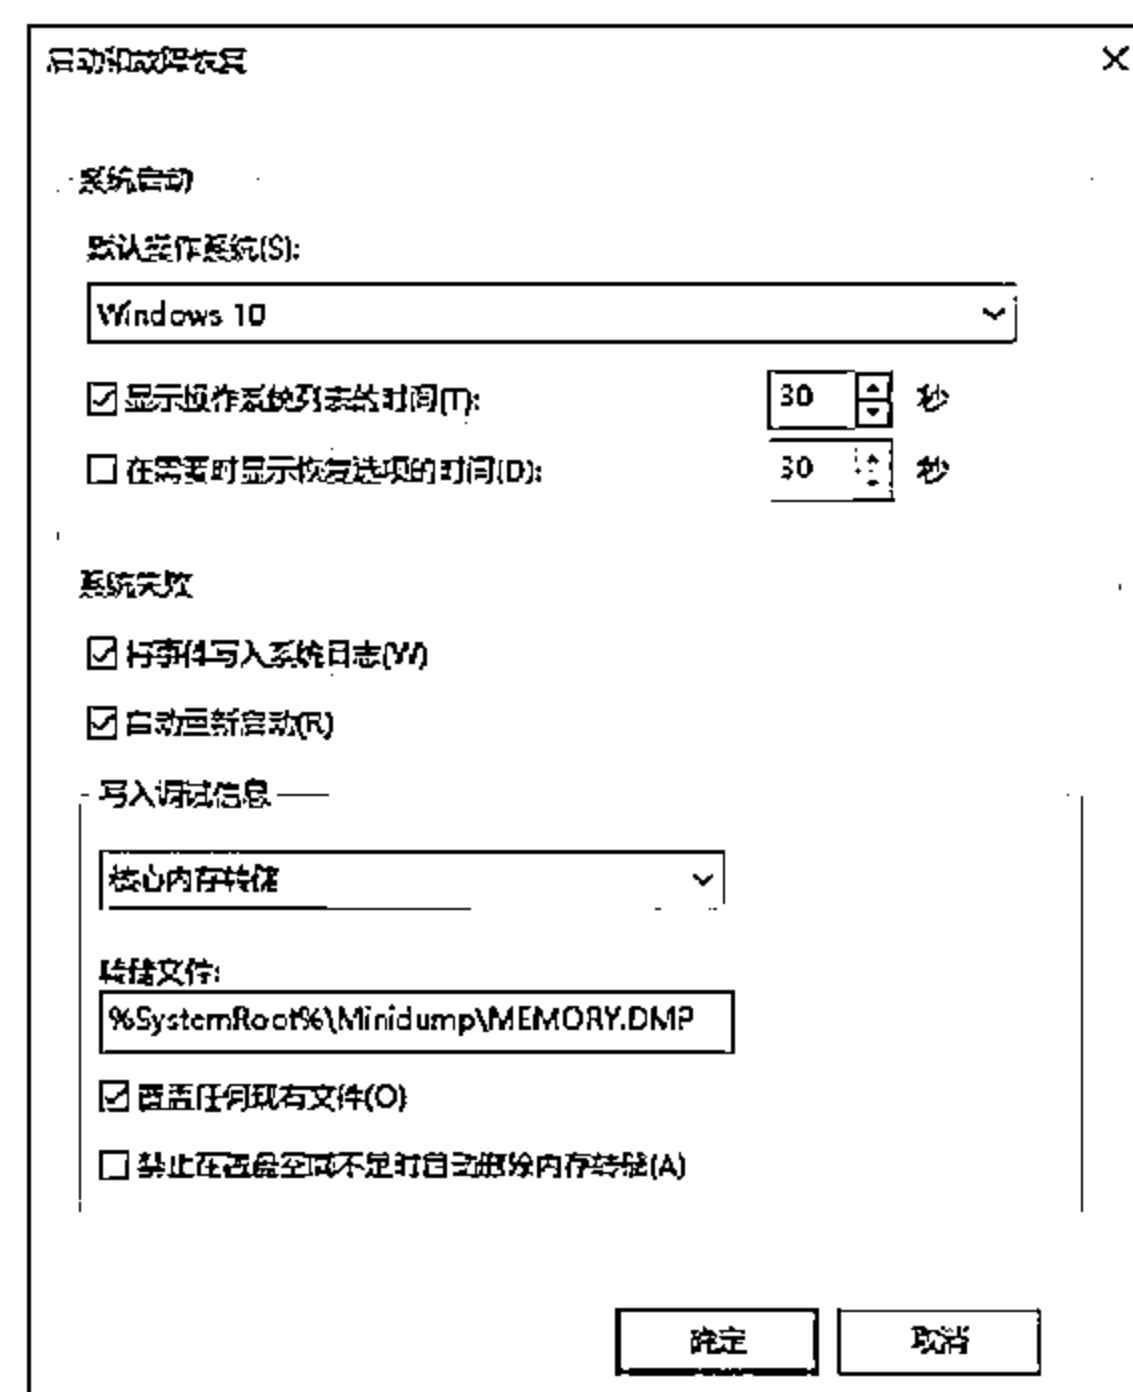 启动和故障恢复
系统启动
默认操作系统(S):
Windows 10
显示操作系统列表的时间(T): 30 秒
在需要时显示恢复选项的时间(D): 30 秒
系统失败
将事件写入系统日志(W)
自动重新启动(R)
写入调试信息
核心内存转储
转储文件:
%SystemRoot%\Minidump\MEMORY.DMP
覆盖任何现有文件(O)
禁止在磁盘空间不足时自动删除内存转储(A)
确定 取消